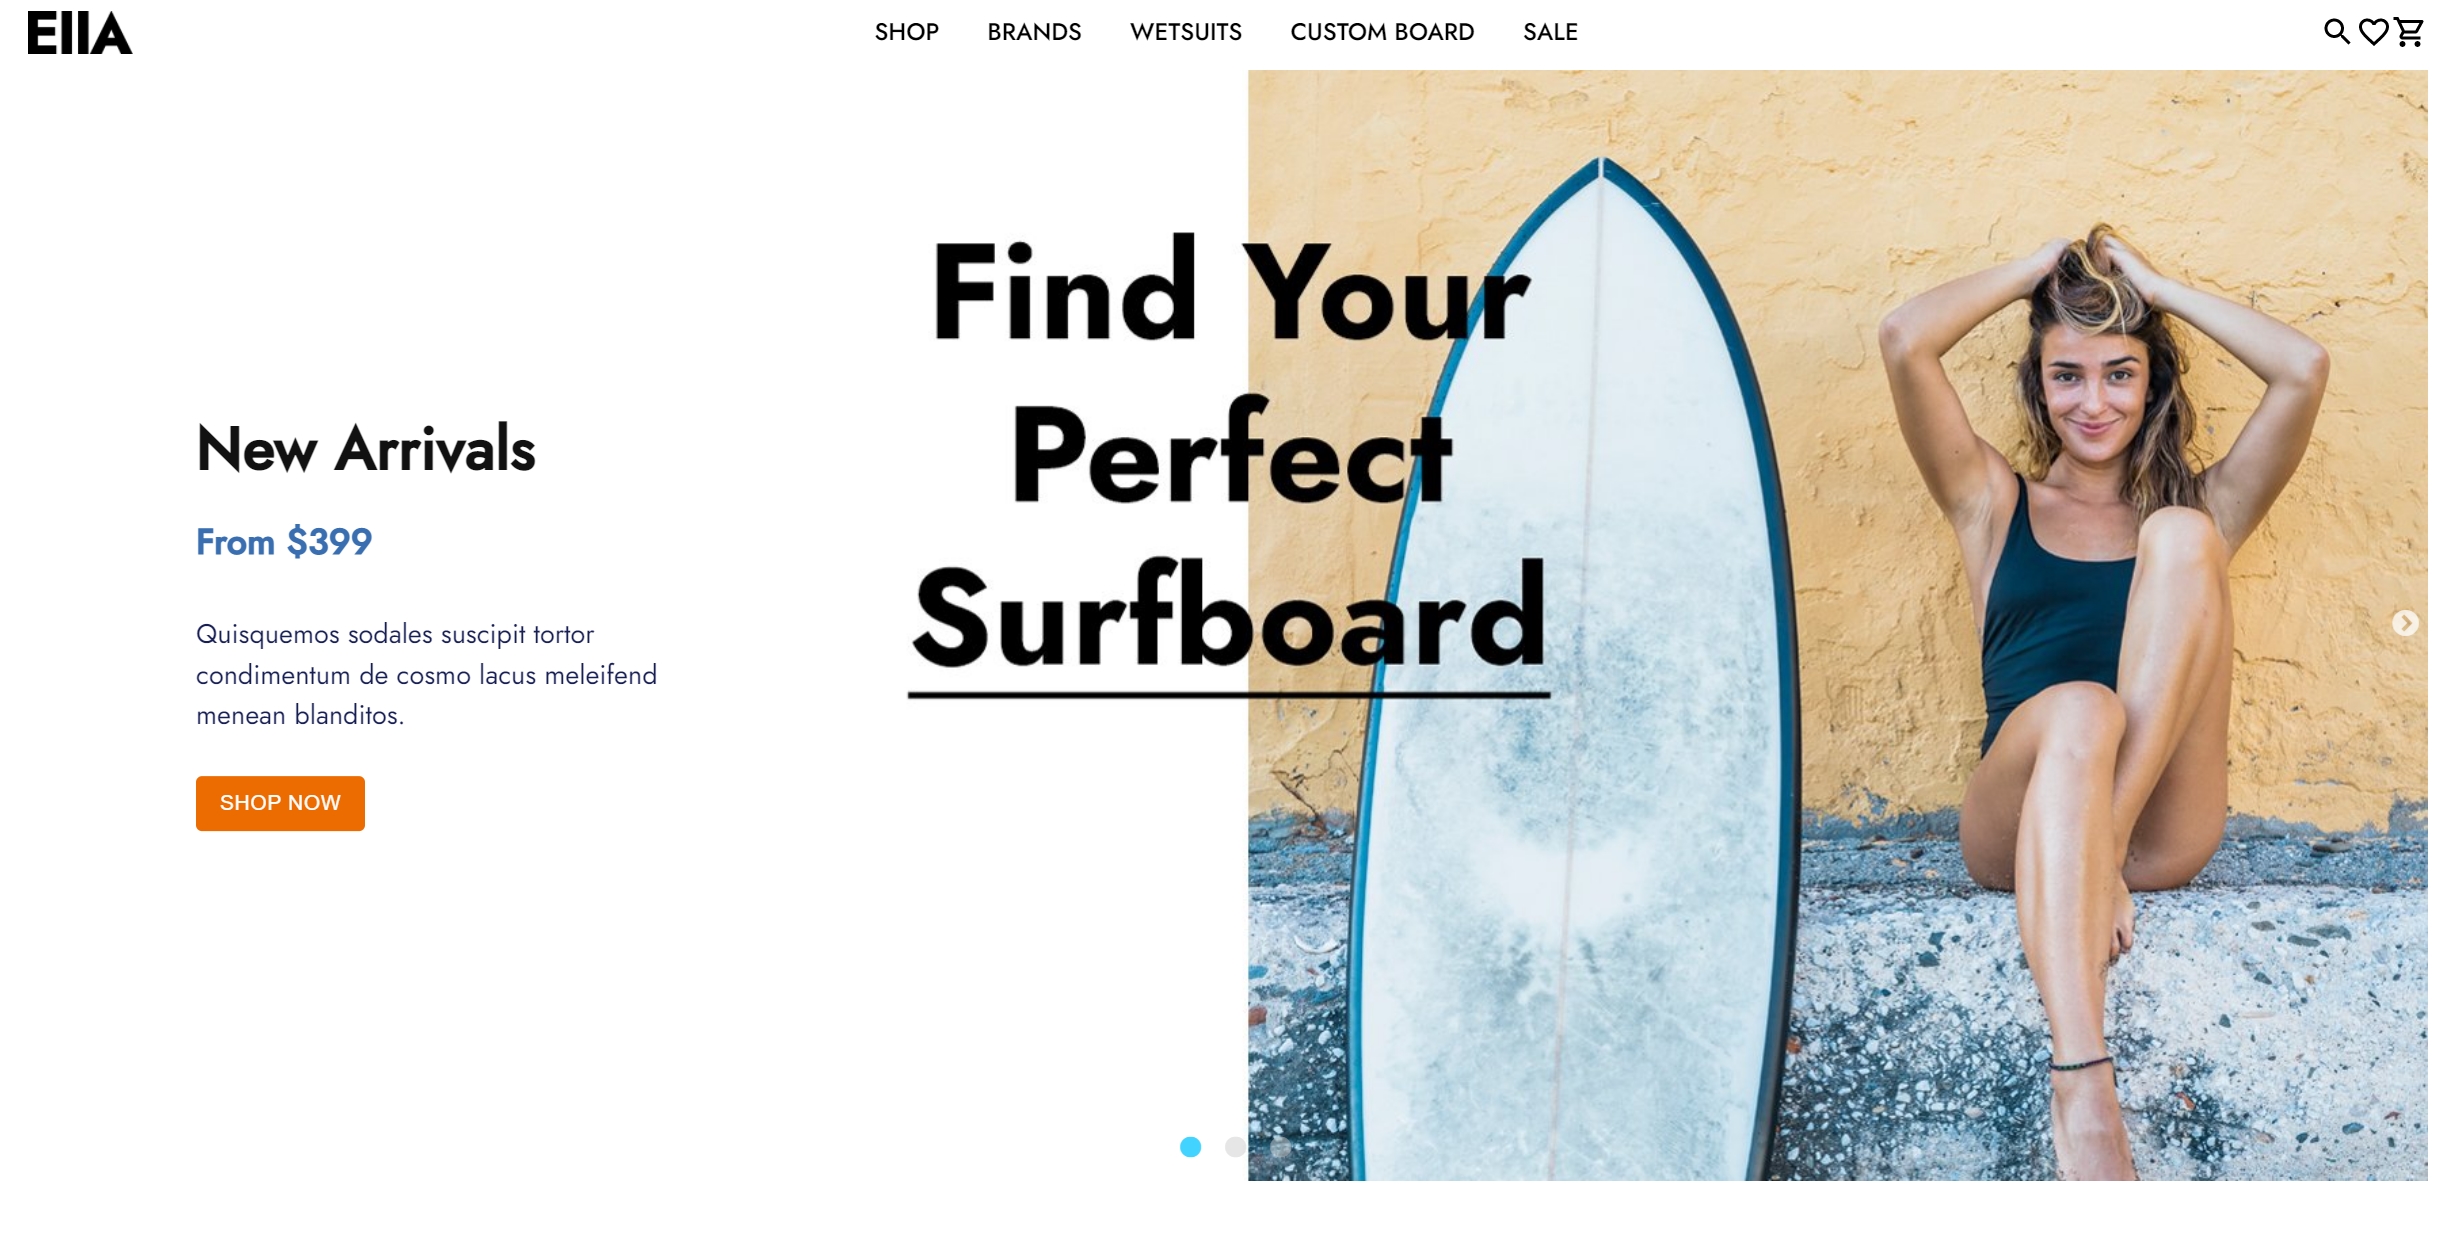 EllA
SHOP
BRANDS
WETSUITS
CUSTOM BOARD
SALE
Find Your
Perfect
Surfboard
New Arrivals
From $399
Quisquemos sodales suscipit tortor
condimentum de cosmo lacus meleifend
menean blanditos.
SHOP NOW